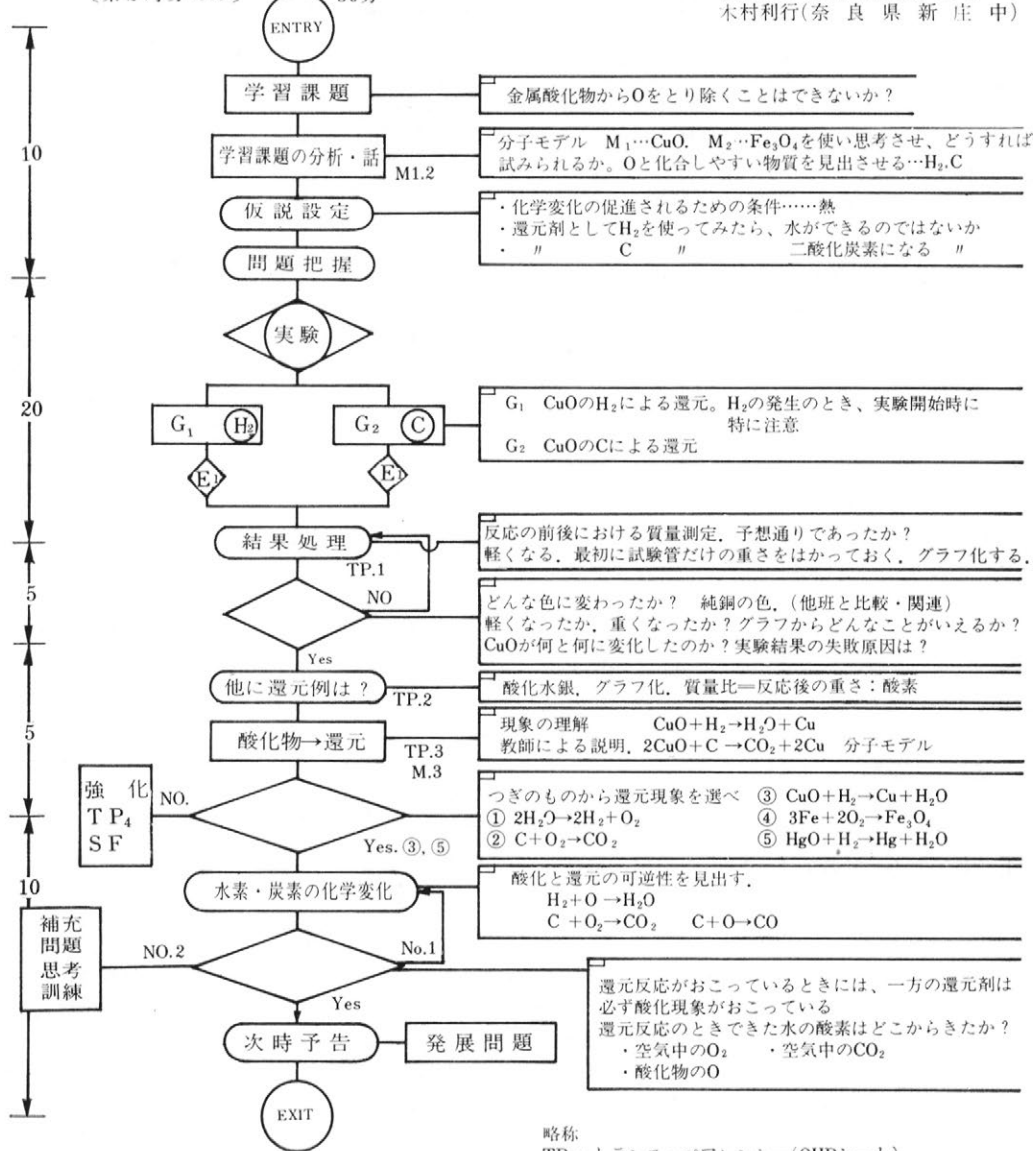 木村利行(奈良県新庄中)
ENTRY
学習課題
金属酸化物からOをとり除くことはできないか?
10
学習課題の分析・話
M1.2
分子モデル M₁…CuO. M₂…Fe₃O₄を使い思考させ、どうすれば
試みられるか。Oと化合しやすい物質を見出させる…H₂.C
仮説設定
・化学変化の促進されるための条件……熱
・還元剤としてH₂を使ってみたら、水ができるのではないか
・ 〃 C 〃 二酸化炭素になる 〃
問題把握
実験
20
G₁ H₂
G₂ C
G₁ CuOのH₂による還元。H₂の発生のとき、実験開始時に
特に注意
G₂ CuOのCによる還元
E₁
E₁
結果処理
TP.1
反応の前後における質量測定．予想通りであったか?
軽くなる．最初に試験管だけの重さをはかっておく．グラフ化する．
5
NO
どんな色に変わったか? 純銅の色．(他班と比較・関連)
軽くなったか．重くなったか?グラフからどんなことがいえるか?
CuOが何と何に変化したのか?実験結果の失敗原因は?
Yes
他に還元例は?
TP.2
酸化水銀．グラフ化．質量比＝反応後の重さ：酸素
5
酸化物→還元
TP.3
M.3
現象の理解 CuO+H₂→H₂O+Cu
教師による説明．2CuO+C→CO₂+2Cu 分子モデル
強化
TP₄
SF
NO.
Yes.③,⑤
つぎのものから還元現象を選べ ③ CuO+H₂→Cu+H₂O
① 2H₂O→2H₂+O₂ ④ 3Fe+2O₂→Fe₃O₄
② C+O₂→CO₂ ⑤ HgO+H₂→Hg+H₂O
10
水素・炭素の化学変化
酸化と還元の可逆性を見出す．
H₂+O→H₂O
C+O₂→CO₂ C+O→CO
補充
問題
思考
訓練
NO.2
No.1
Yes
還元反応がおこっているときには、一方の還元剤は
必ず酸化現象がおこっている
還元反応のときできた水の酸素はどこからきたか?
・空気中のO₂ ・空気中のCO₂
・酸化物のO
次時予告
発展問題
EXIT
略称